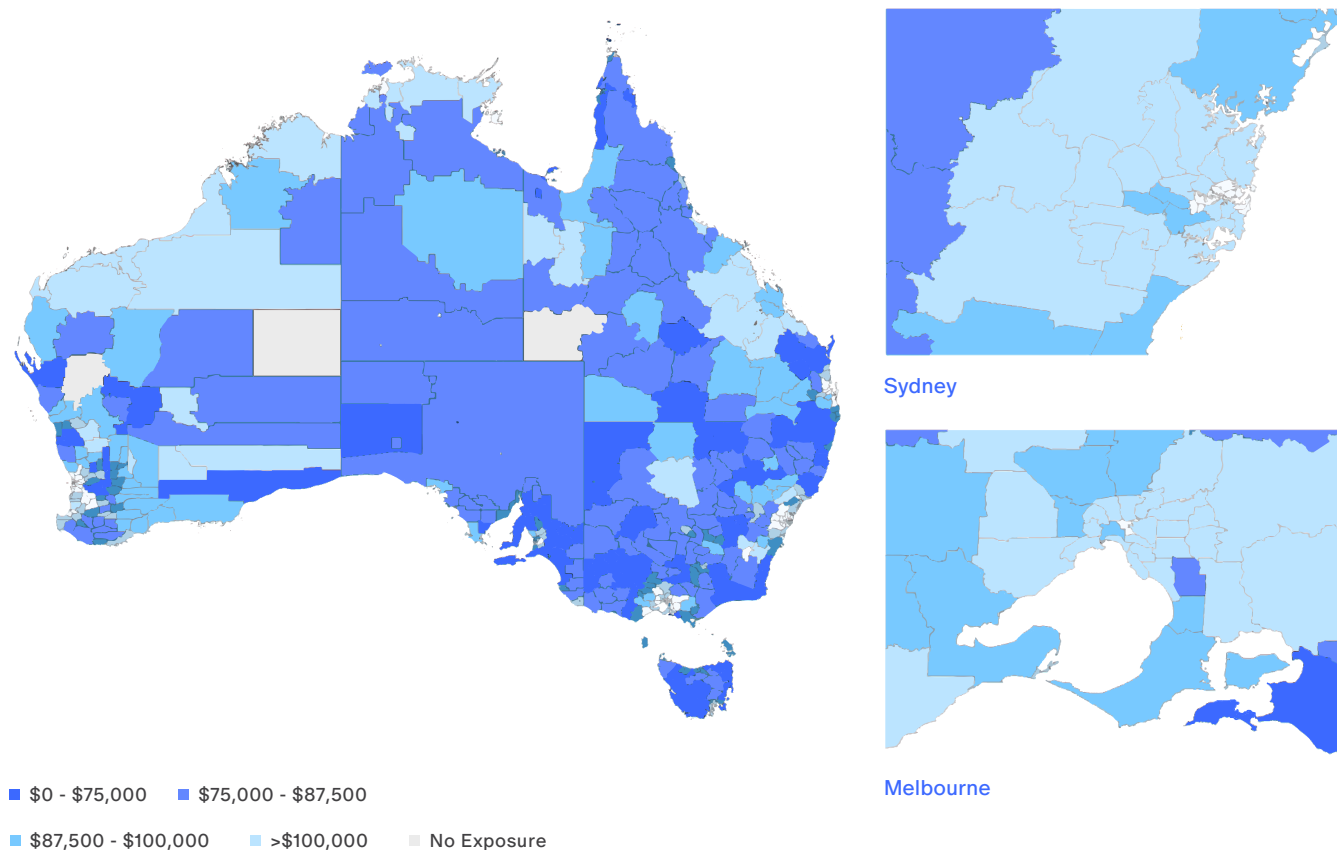 Sydney
Melbourne
$0 - $75,000
$75,000 - $87,500
$87,500 - $100,000
>$100,000
No Exposure